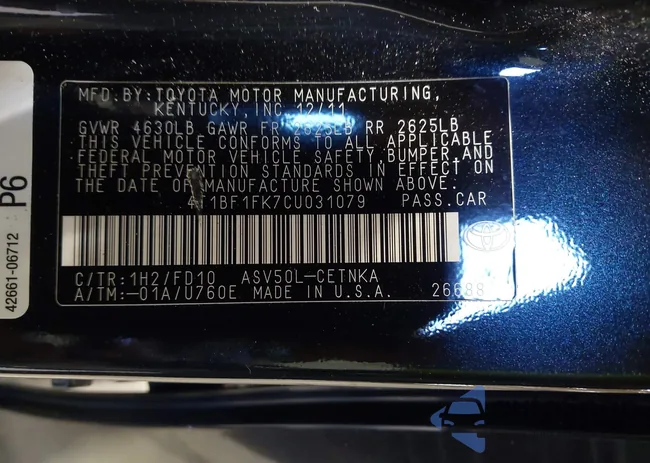 MFD.BY:TOYOTA MOTOR MANUFACTURING,
KENTUCKY, INC. 12/11
GVWR 4630LB GAWR FR 2625LB RR 2625LB
THIS VEHICLE CONFORMS TO ALL APPLICABLE
FEDERAL MOTOR VEHICLE SAFETY, BUMPER,AND
THEFT PREVENTION STANDARDS IN EFFECT ON
THE DATE OF MANUFACTURE SHOWN ABOVE.
PASS.CAR
C/TR:1H2/FD10 ASV50L-CETNKA
A/TM:-01A/U760E MADE IN U.S.A.
P6
42661-06712